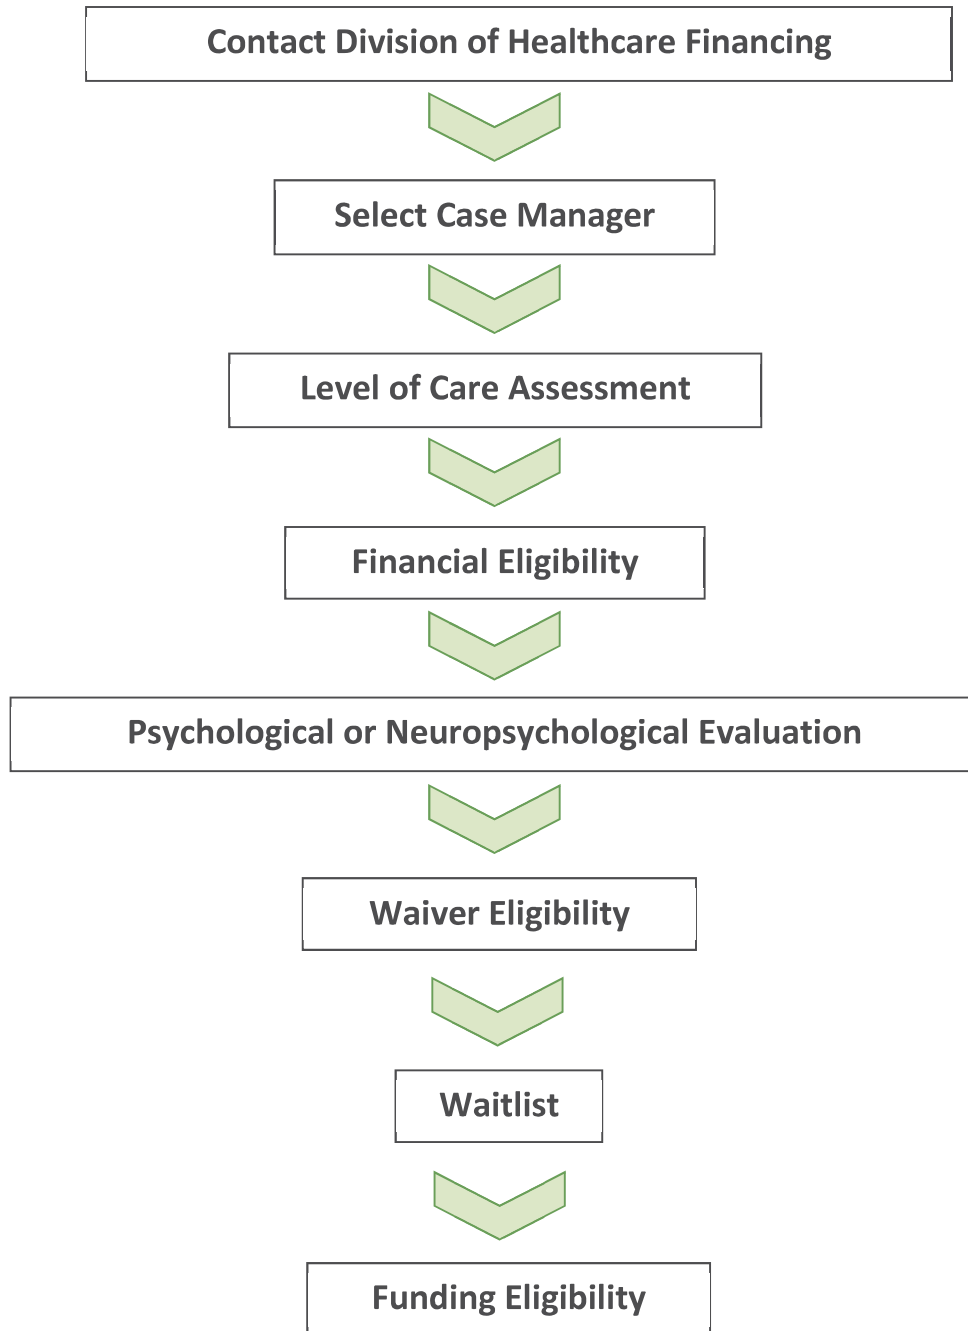 Contact Division of Healthcare Financing
Select Case Manager
Level of Care Assessment
Financial Eligibility
Psychological or Neuropsychological Evaluation
Waiver Eligibility
Waitlist
Funding Eligibility